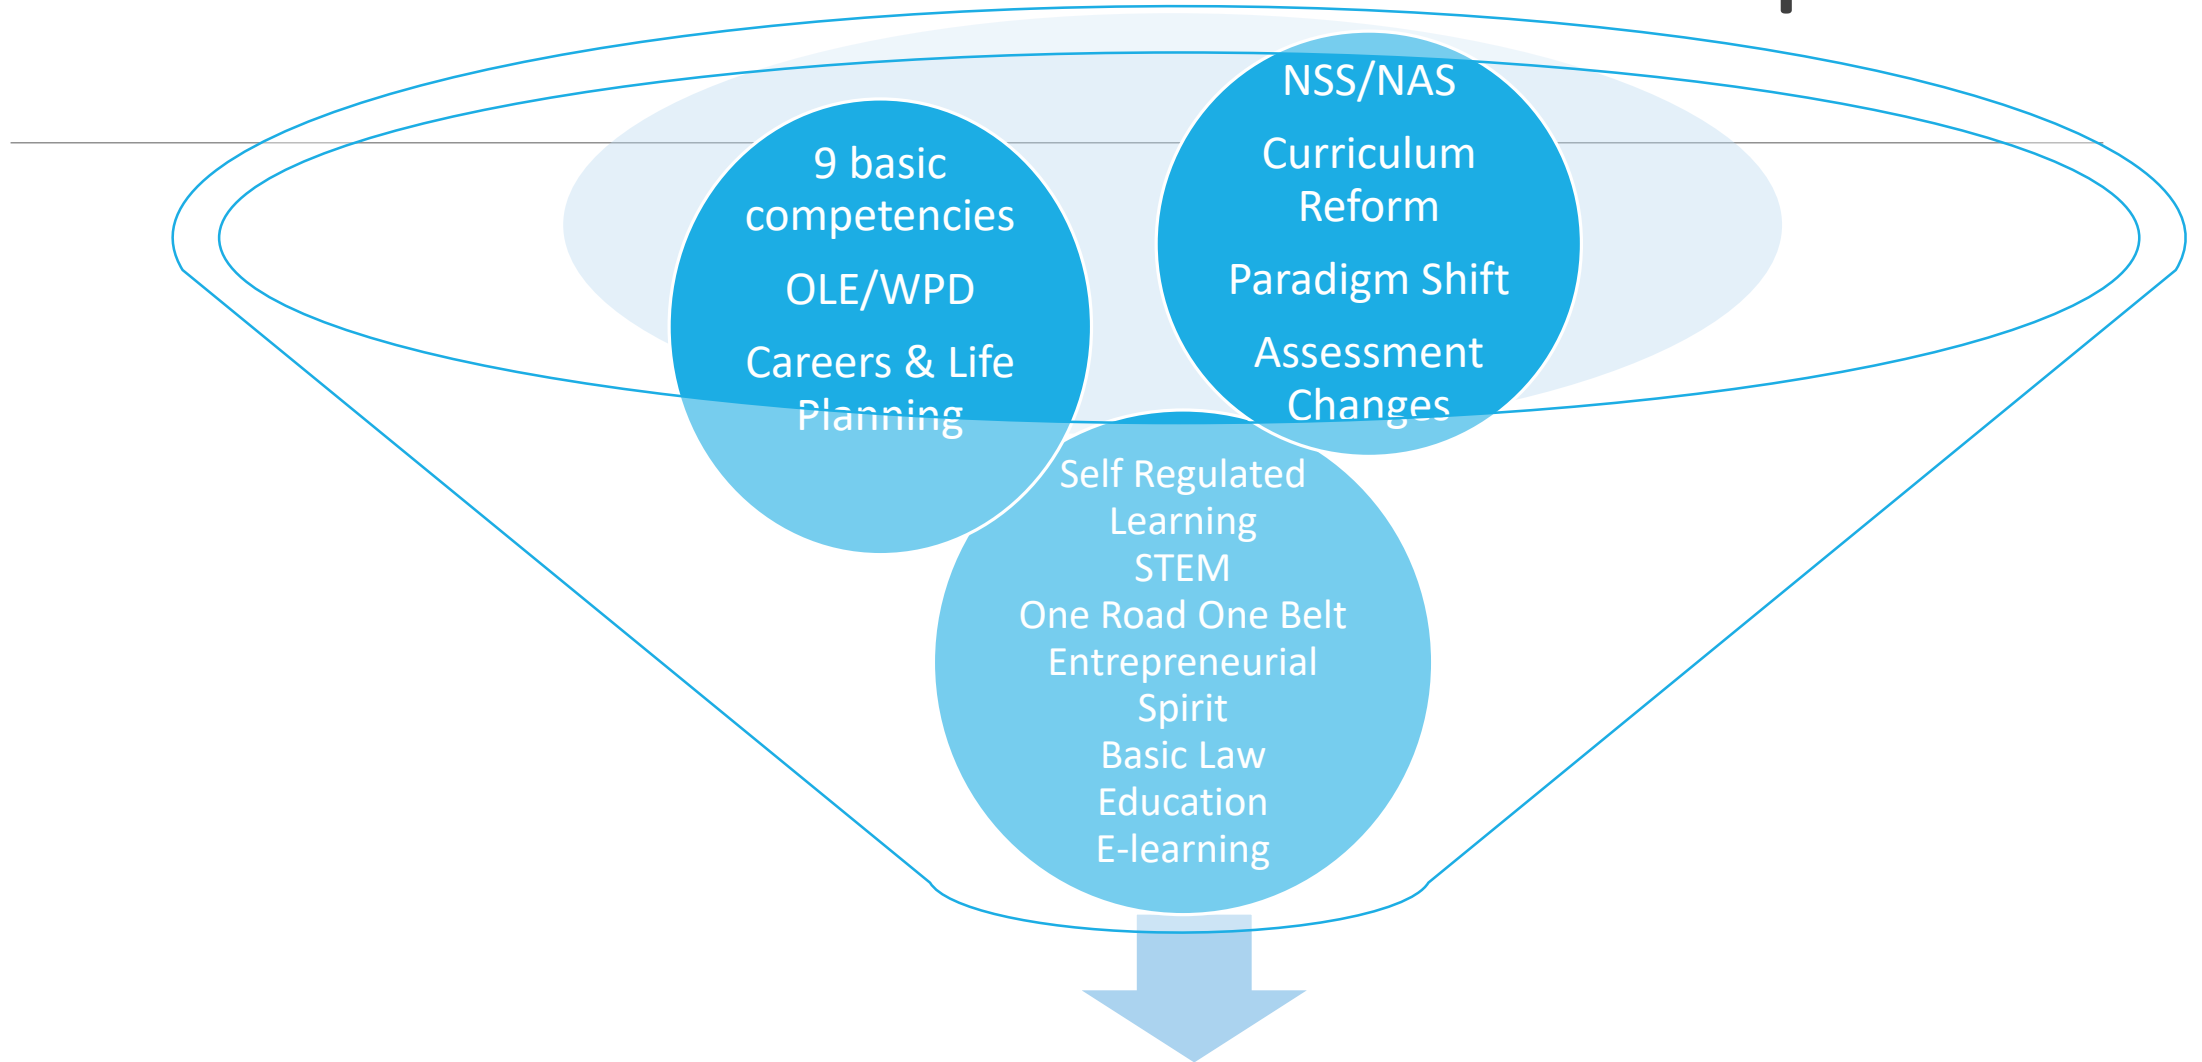 9 basic
competencies
OLE/WPD
Careers & Life
Planning
NSS/NAS
Curriculum
Reform
Paradigm Shift
Assessment
Changes
Self Regulated
Learning
STEM
One Road One Belt
Entrepreneurial
Spirit
Basic Law
Education
E-learning